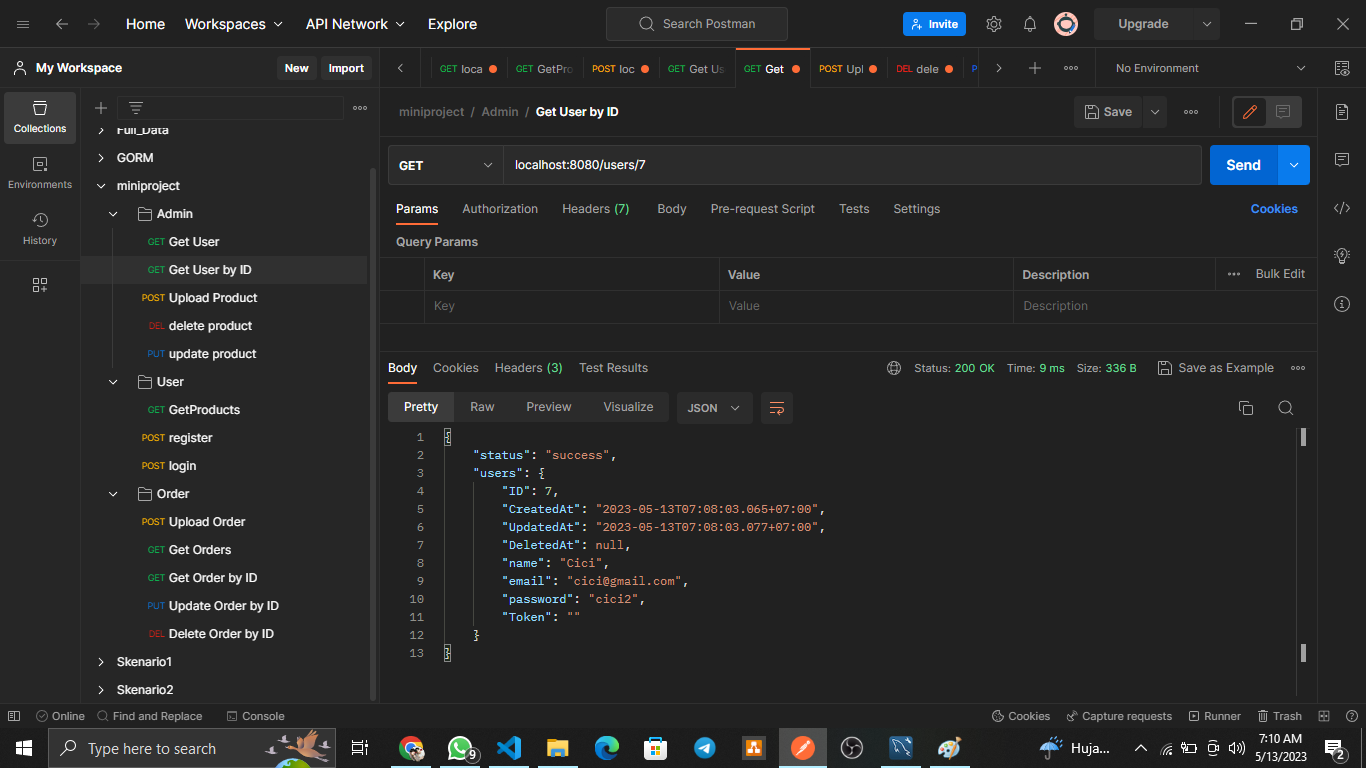 Home Workspaces API Network Explore Search Postman Invite Upgrade
My Workspace New Import GET loca GET GetPro POST loc GET Get Us GET Get POST Upl DEL dele P No Environment
Collections
Environments
History
Full_Data
GORM
miniproject
Admin
GET Get User
GET Get User by ID
POST Upload Product
DEL delete product
PUT update product
User
GET GetProducts
POST register
POST login
Order
POST Upload Order
GET Get Orders
GET Get Order by ID
PUT Update Order by ID
DEL Delete Order by ID
Skenario1
Skenario2
miniproject / Admin / Get User by ID Save
GET localhost:8080/users/7 Send
Params Authorization Headers (7) Body Pre-request Script Tests Settings Cookies
Query Params
Key Value Description Bulk Edit
Key Value Description
Body Cookies Headers (3) Test Results Status: 200 OK Time: 9 ms Size: 336 B Save as Example
Pretty Raw Preview Visualize JSON
1 {
2 "status": "success",
3 "users": {
4 "ID": 7,
5 "CreatedAt": "2023-05-13T07:08:03.065+07:00",
6 "UpdatedAt": "2023-05-13T07:08:03.077+07:00",
7 "DeletedAt": null,
8 "name": "Cici",
9 "email": "cici@gmail.com",
10 "password": "cici2",
11 "Token": ""
12 }
13 }
Online Find and Replace Console Cookies Capture requests Runner Trash
Type here to search 9 Huja... 7:10 AM 2
5/13/2023